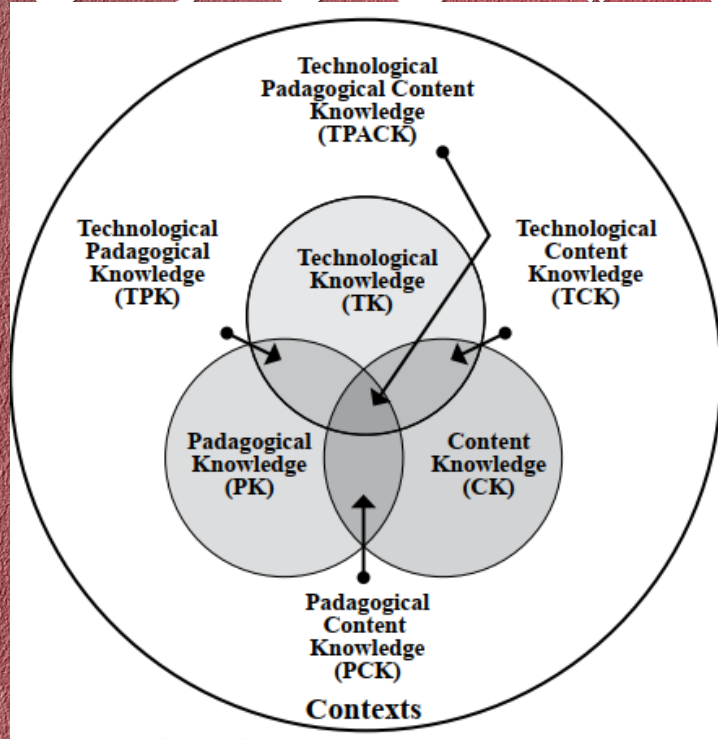 Technological
Padagogical Content
Knowledge
(TPACK)
Technological
Padagogical
Knowledge
(TPK)
Technological
Knowledge
(TK)
Technological
Content
Knowledge
(TCK)
Padagogical
Knowledge
(PK)
Content
Knowledge
(CK)
Padagogical
Content
Knowledge
(PCK)
Contexts